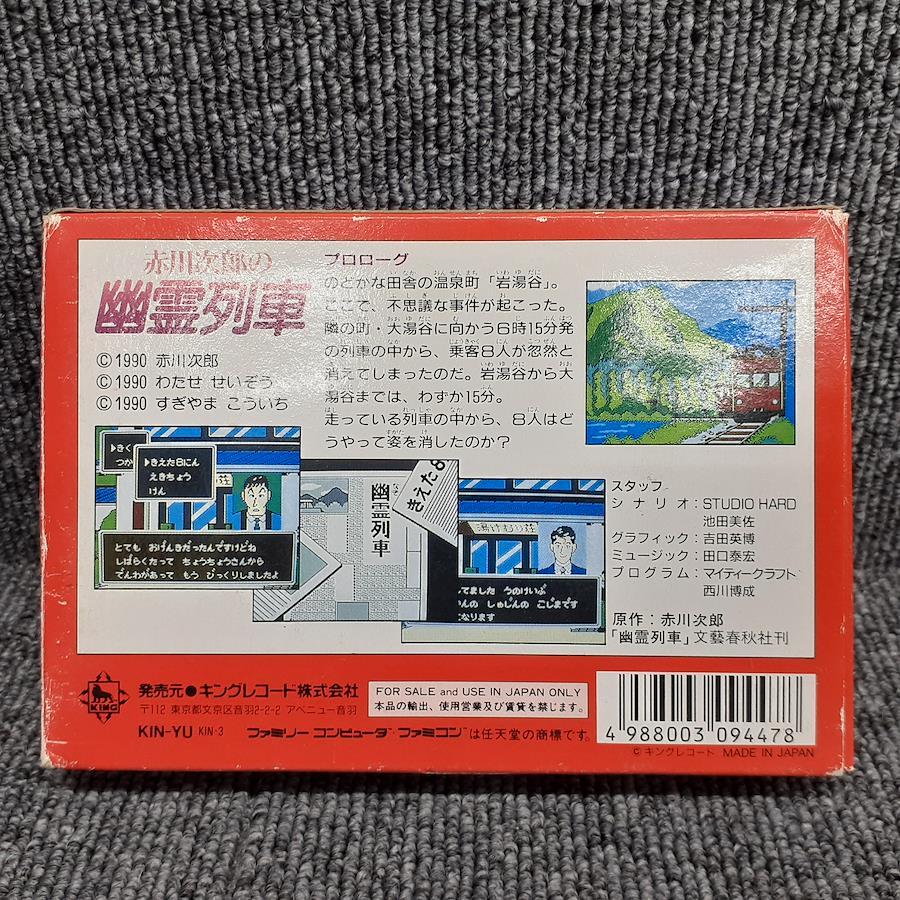 赤川次郎の
幽霊列車
©1990 赤川次郎
©1990 わたせ せいぞう
©1990 すぎやま こういち
プロローグ
のどかな田舎の温泉町「岩湯谷」。
ここで、不思議な事件が起こった。
隣の町・大湯谷に向かう6時15分発
の列車の中から、乗客8人が忽然と
消えてしまったのだ。岩湯谷から大
湯谷までは、わずか15分。
走っている列車の中から、8人はど
うやって姿を消したのか?
▶きく
つか
▶きえた8にん
えきちょう
けん
とても おげんきだったんですけどね
しばらくたって ちょうちょうさんから
でんわがあって もう びっくりしましたよ
幽霊列車
きえた8
湯けむり荘
てました うのけいぶ
んの しゅじんの こじまです
になります
スタッフ
シナリオ:STUDIO HARD
池田美佐
グラフィック:吉田英博
ミュージック:田口泰宏
プログラム:マイティークラフト
西川博成
原作:赤川次郎
「幽霊列車」文藝春秋社刊
KING
発売元●キングレコード株式会社
〒112 東京都文京区音羽2-2-2 アベニュー音羽
KIN-YU KIN-3
FOR SALE and USE IN JAPAN ONLY
本品の輸出、使用営業及び賃貸を禁じます。
ファミリーコンピュータ・ファミコンは任天堂の商標です。
4 988003 094478
© キングレコード MADE IN JAPAN